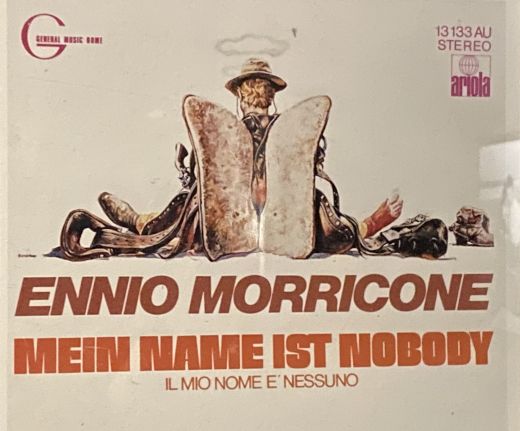 GENERAL MUSIC ROME
13 133 AU
STEREO
ariola
ENNIO MORRICONE
MEIN NAME IST NOBODY
IL MIO NOME E' NESSUNO